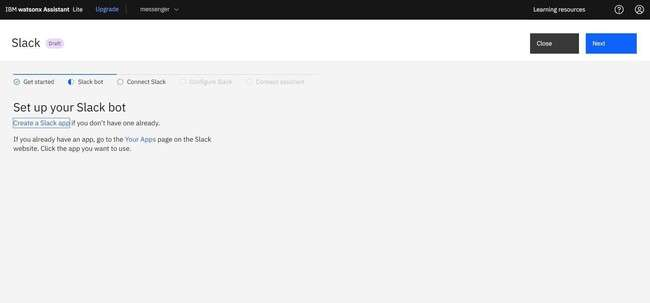 IBM watsonx Assistant Lite Upgrade messenger Learning resources
Slack Draft Close Next
Get started Slack bot Connect Slack Configure Slack Connect assistant
Set up your Slack bot
Create a Slack app if you don't have one already.
If you already have an app, go to the Your Apps page on the Slack
website. Click the app you want to use.